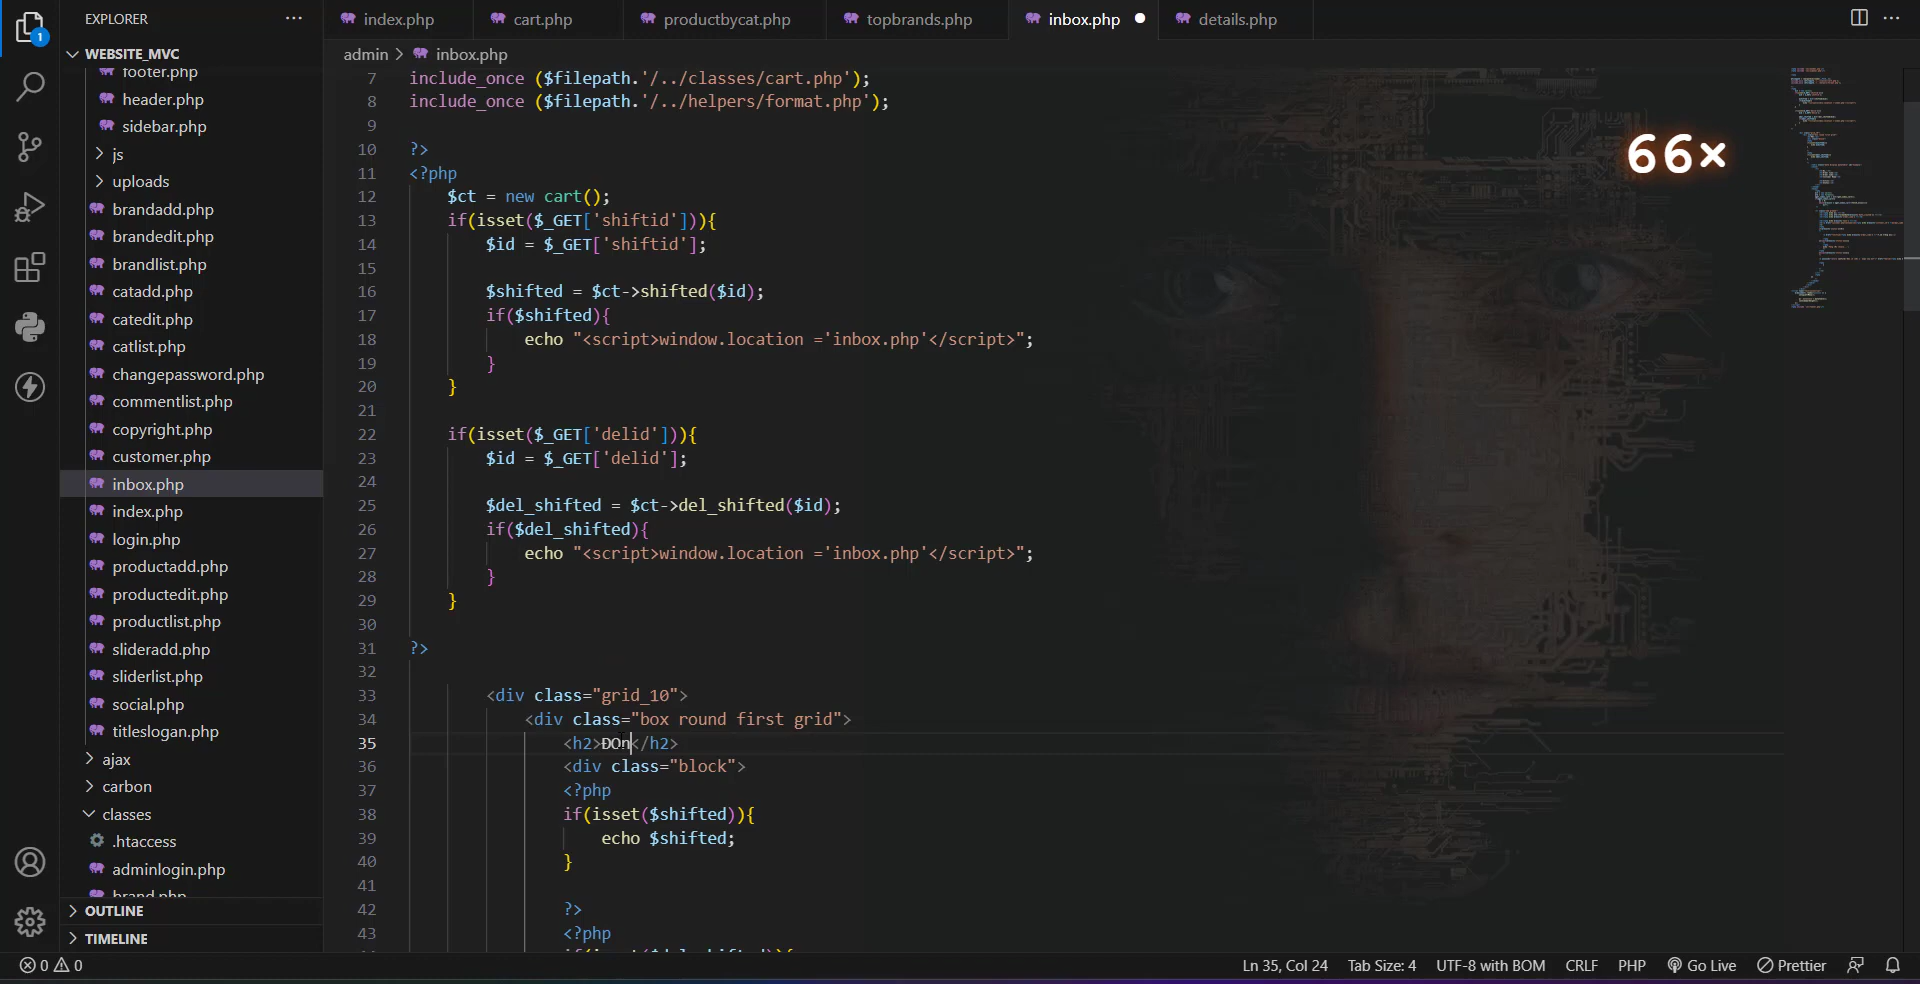 EXPLORER
index.php
cart.php
productbycat.php
topbrands.php
inbox.php
details.php
1
WEBSITE_MVC
footer.php
header.php
sidebar.php
js
uploads
brandadd.php
brandedit.php
brandlist.php
catadd.php
catedit.php
catlist.php
changepassword.php
commentlist.php
copyright.php
customer.php
inbox.php
index.php
login.php
productadd.php
productedit.php
productlist.php
slideradd.php
sliderlist.php
social.php
titleslogan.php
ajax
carbon
classes
.htaccess
adminlogin.php
brand.php
OUTLINE
TIMELINE
admin > inbox.php
7 include_once ($filepath.'/../classes/cart.php');
8 include_once ($filepath.'/../helpers/format.php');
9
10 ?>
11 <?php
12 $ct = new cart();
13 if(isset($_GET['shiftid'])){
14 $id = $_GET['shiftid'];
15
16 $shifted = $ct->shifted($id);
17 if($shifted){
18 echo "<script>window.location ='inbox.php'</script>";
19 }
20 }
21
22 if(isset($_GET['delid'])){
23 $id = $_GET['delid'];
24
25 $del_shifted = $ct->del_shifted($id);
26 if($del_shifted){
27 echo "<script>window.location ='inbox.php'</script>";
28 }
29 }
30
31 ?>
32
33 <div class="grid_10">
34 <div class="box round first grid">
35 <h2>ĐOn</h2>
36 <div class="block">
37 <?php
38 if(isset($shifted)){
39 echo $shifted;
40 }
41
42 ?>
43 <?php
66×
0 0
Ln 35, Col 24
Tab Size: 4
UTF-8 with BOM
CRLF
PHP
Go Live
Prettier